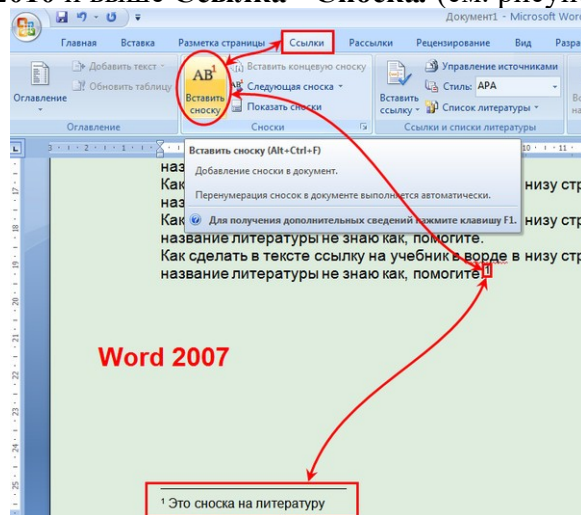 2010 и выше Ссылка - Сноска. (см. рисун
Документ1 - Microsoft Word
Главная Вставка Разметка страницы Ссылки Рассылки Рецензирование Вид Разра
Оглавление
Добавить текст
Обновить таблицу
Оглавление
AB¹
Вставить сноску
Вставить концевую сноску
Следующая сноска
Показать сноски
Сноски
Вставить ссылку
Управление источниками
Стиль: APA
Список литературы
Ссылки и списки литературы
Вставить сноску (Alt+Ctrl+F)
Добавление сноски в документ.
Перенумерация сносок в документе выполняется автоматически.
Для получения дополнительных сведений нажмите клавишу F1.
наз
Как низу стр
наз
Как низу стр
название литературы не знаю как, помогите.
Как сделать в тексте ссылку на учебник в ворде в низу стр
название литературы не знаю как, помогите.¹
Word 2007
¹ Это сноска на литературу